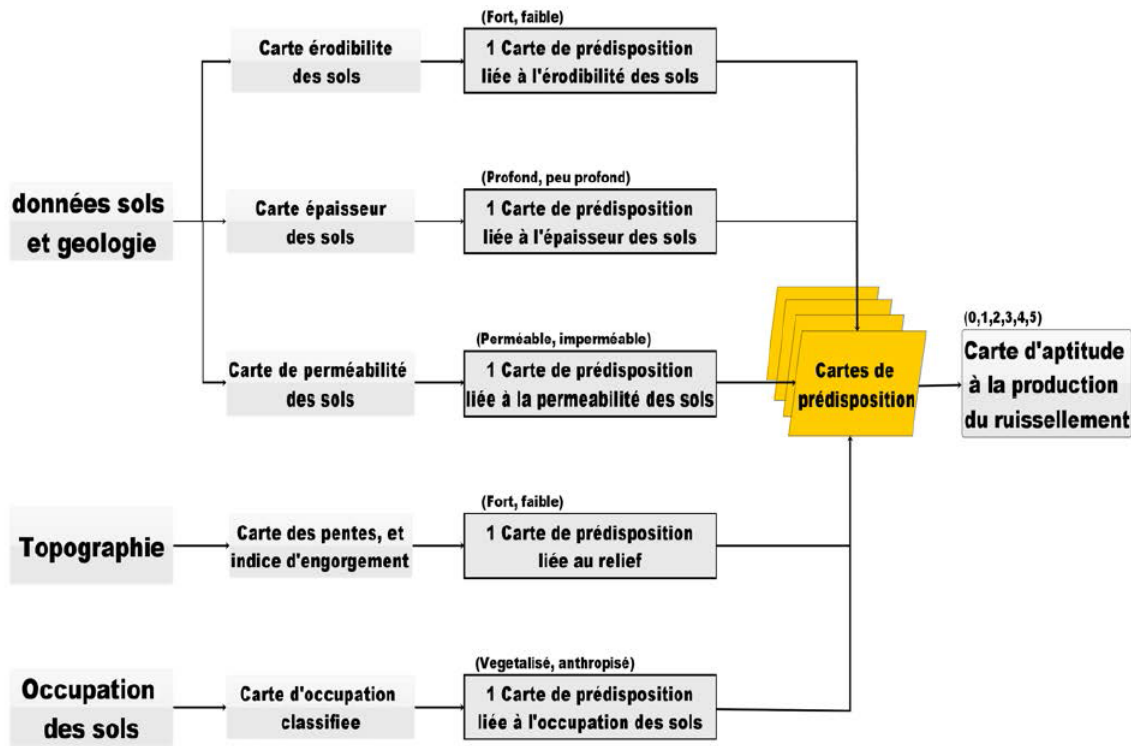 (Fort, faible)
Carte érodibilite
des sols
1 Carte de prédisposition
liée à l'érodibilité des sols
données sols
et geologie
Carte épaisseur
des sols
(Profond, peu profond)
1 Carte de prédisposition
liée à l'épaisseur des sols
Carte de perméabilité
des sols
(Perméable, imperméable)
1 Carte de prédisposition
liée à la permeabilité des sols
Cartes de
prédisposition
(0,1,2,3,4,5)
Carte d'aptitude
à la production
du ruissellement
Topographie
Carte des pentes, et
indice d'engorgement
(Fort, faible)
1 Carte de prédisposition
liée au relief
Occupation
des sols
Carte d'occupation
classifiee
(Vegetalisé, anthropisé)
1 Carte de prédisposition
liée à l'occupation des sols